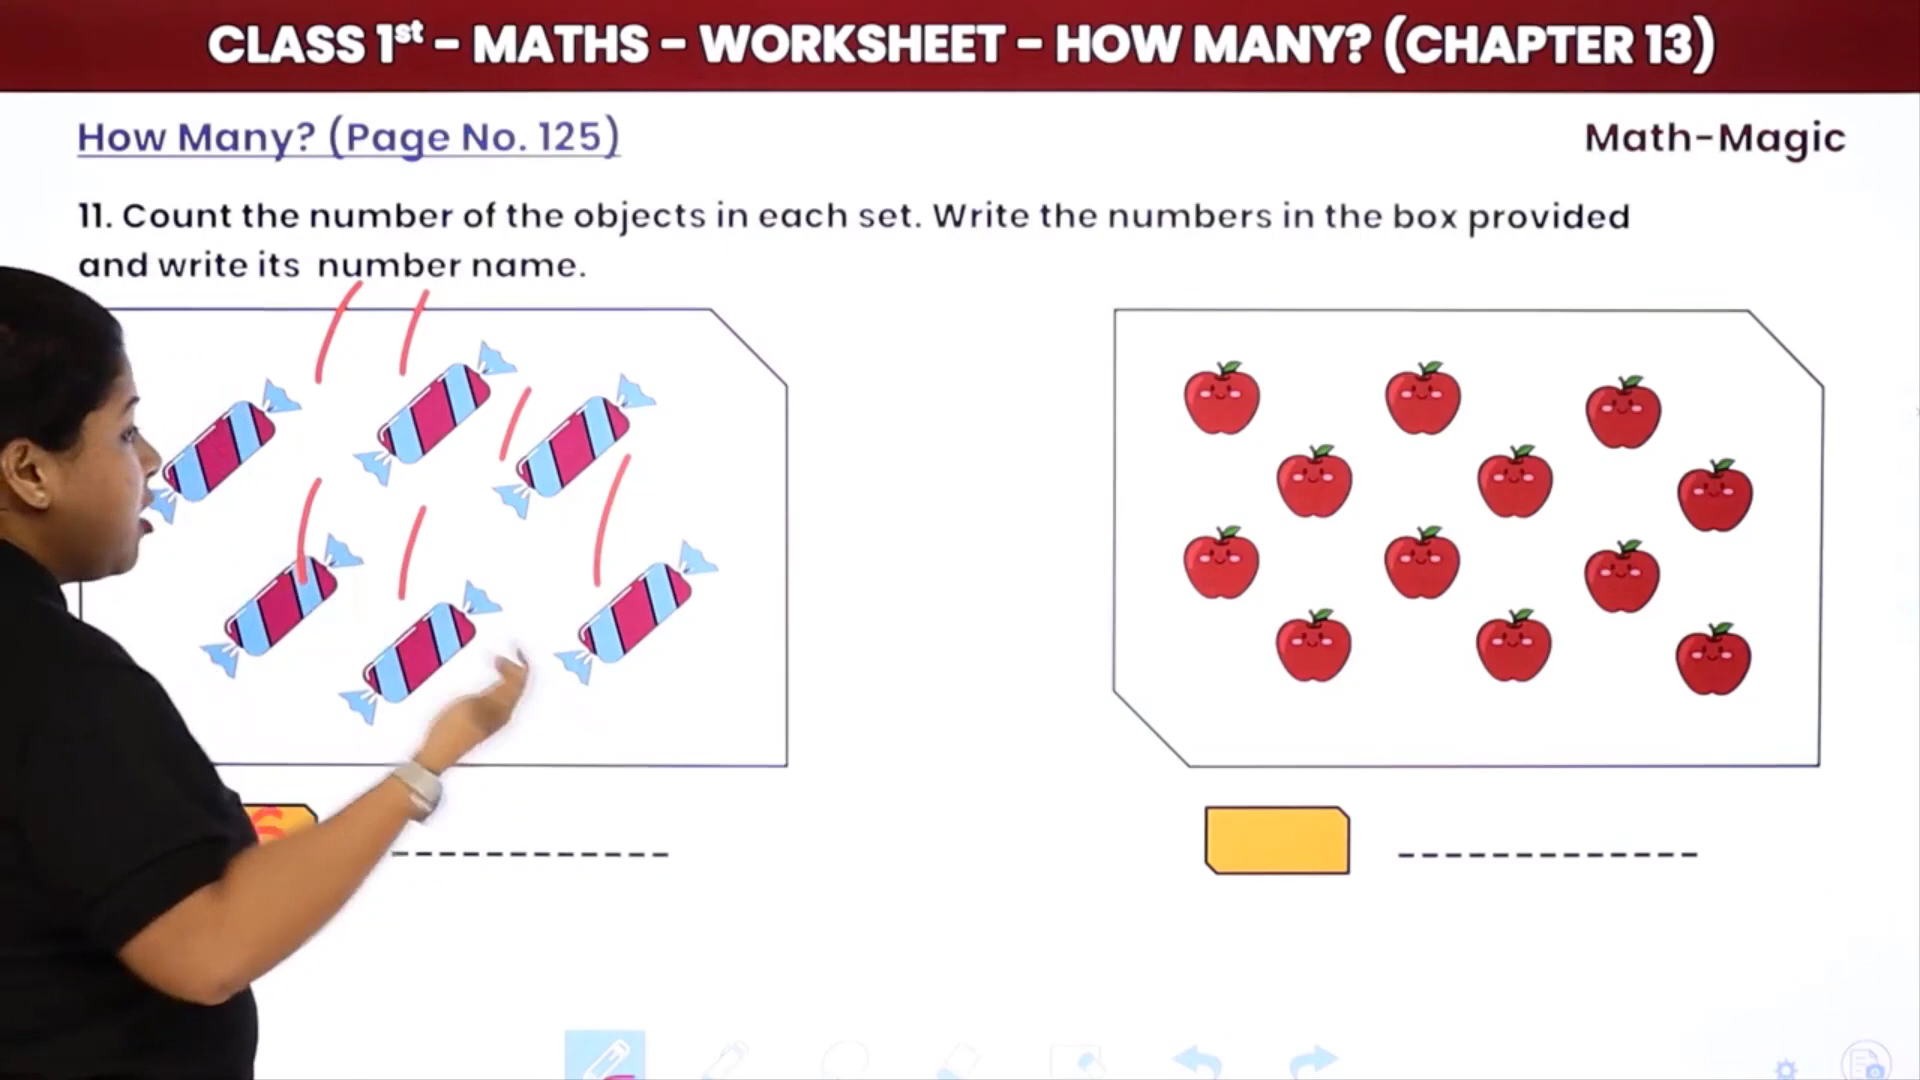 CLASS 1st - MATHS - WORKSHEET - HOW MANY? (CHAPTER 13)
How Many? (Page No. 125)
Math-Magic
11. Count the number of the objects in each set. Write the numbers in the box provided
and write its number name.
6